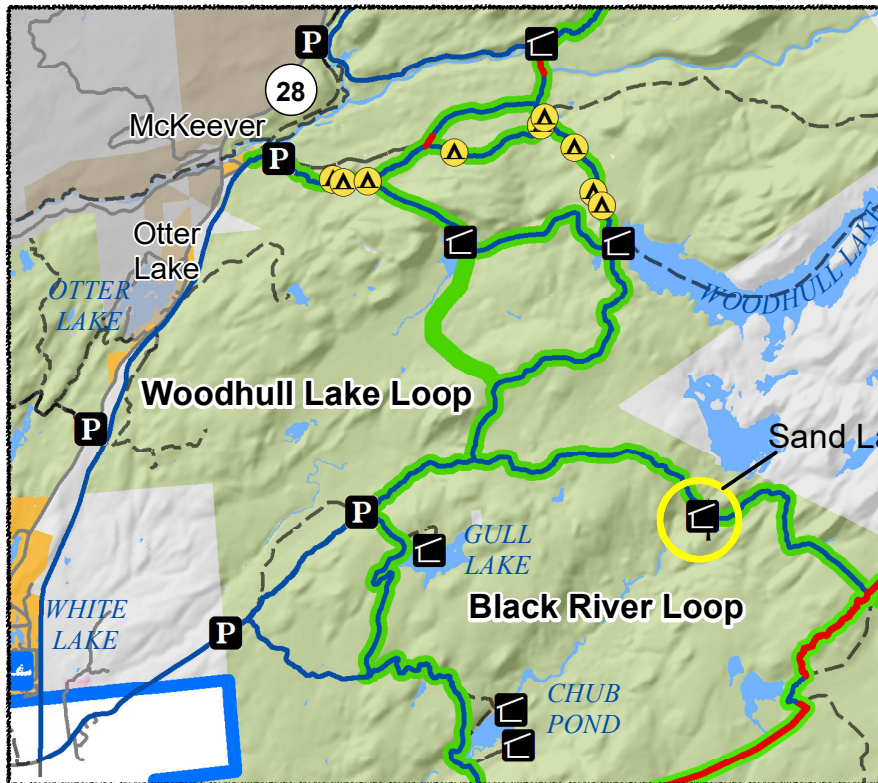 P
28
McKeever
P
Otter
Lake
OTTER
LAKE
WOODHULL LAKE
Woodhull Lake Loop
P
Sand La
P
GULL
LAKE
Black River Loop
WHITE
LAKE
P
CHUB
POND